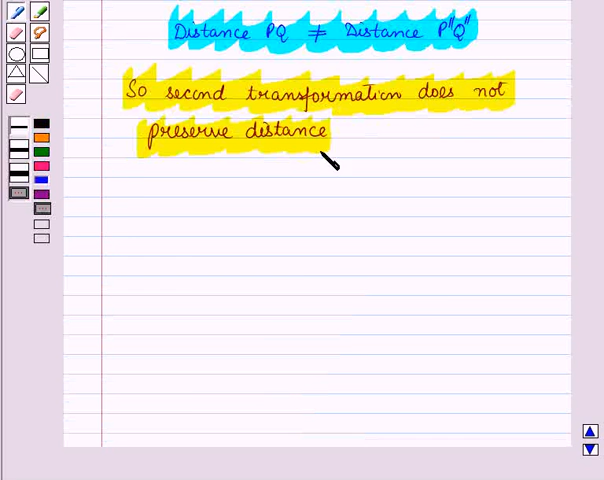 Distance PQ ≠ Distance P"Q"
So second transformation does not
preserve distance